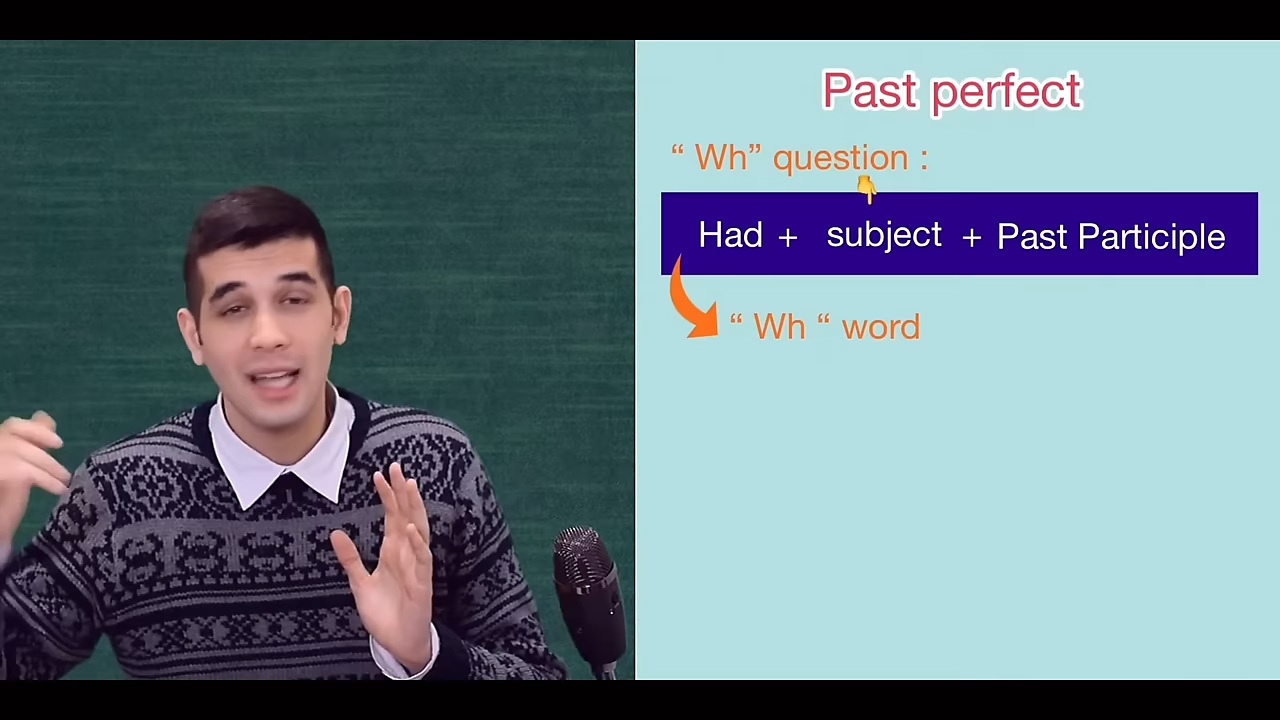 Past perfect
“ Wh” question :
Had + subject + Past Participle
“ Wh “ word